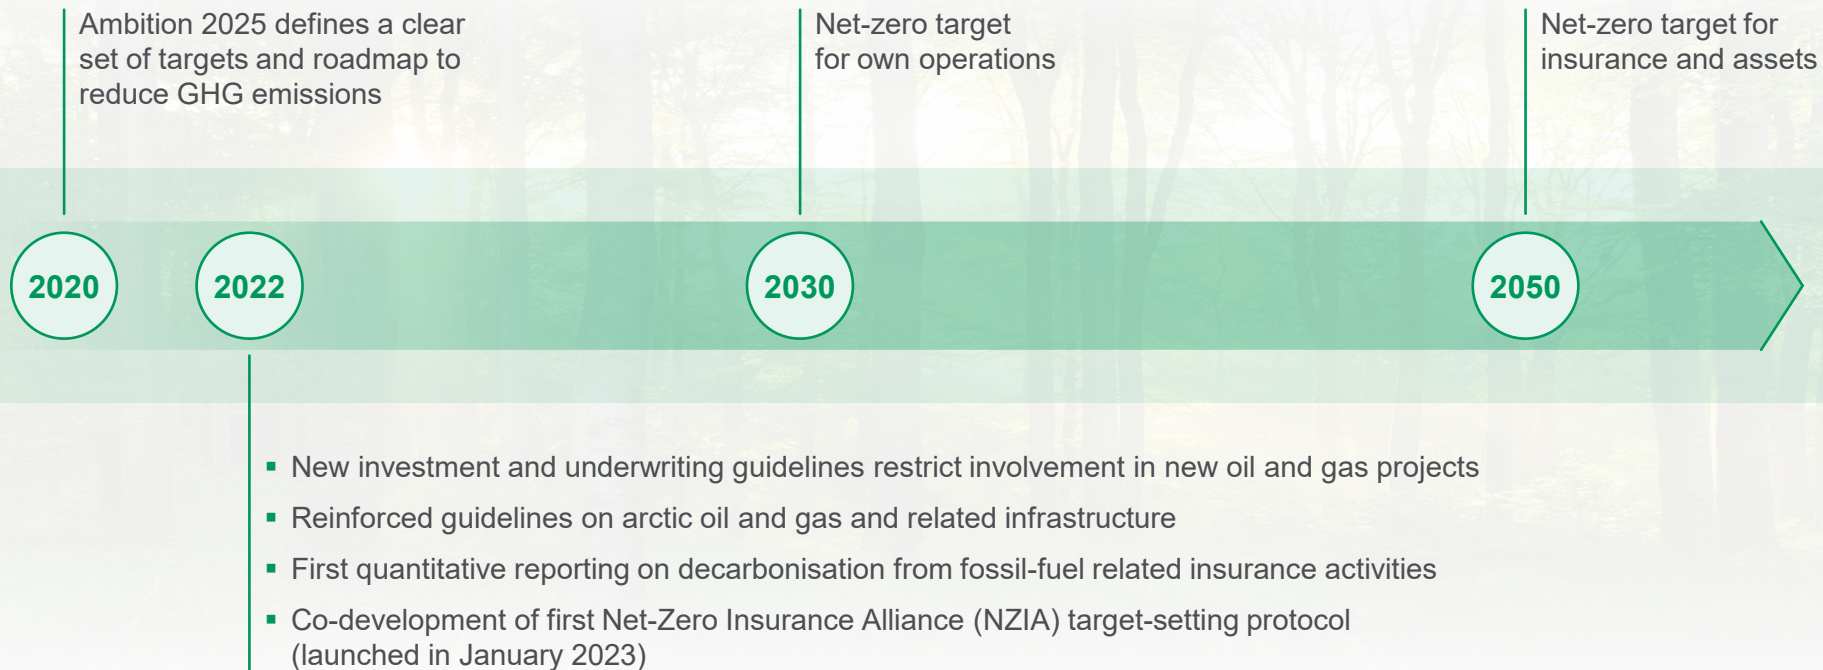 Ambition 2025 defines a clear
set of targets and roadmap to
reduce GHG emissions
Net-zero target
for own operations
Net-zero target for
insurance and assets
2020
2022
2030
2050
▪ New investment and underwriting guidelines restrict involvement in new oil and gas projects
▪ Reinforced guidelines on arctic oil and gas and related infrastructure
▪ First quantitative reporting on decarbonisation from fossil-fuel related insurance activities
▪ Co-development of first Net-Zero Insurance Alliance (NZIA) target-setting protocol
(launched in January 2023)